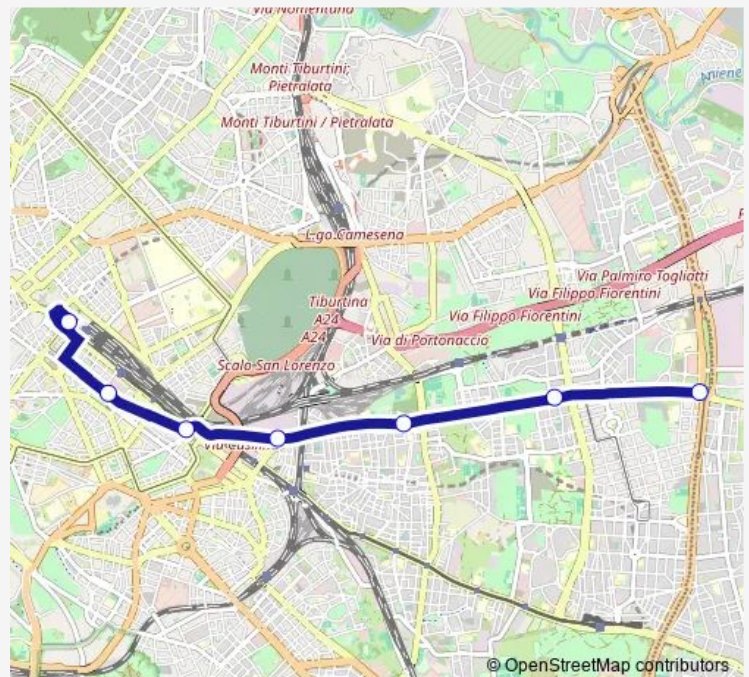 Via Nomentana
Monti Tiburtini;
Pietralata
Aniene
Monti Tiburtini / Pietralata
L.go Camesena
Via Palmiro Togliatti
Via Filippo Fiorentini
Tiburtina
A24
A24
Via Filippo Fiorentini
Via di Portonaccio
Scalo San Lorenzo
© OpenStreetMap contributors